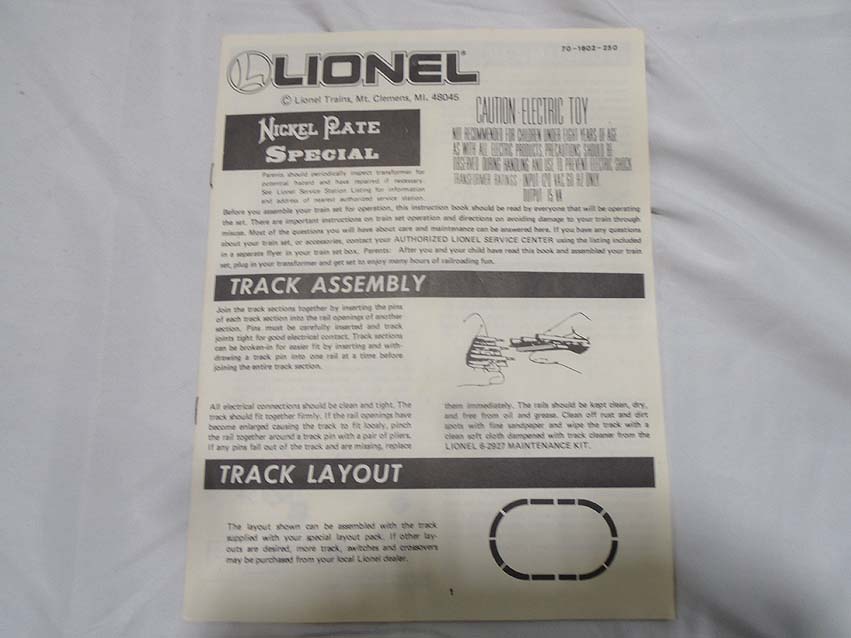 70-1802-250
LIONEL®
© Lionel Trains, Mt. Clemens, MI. 48045
NICKEL PLATE
SPECIAL
CAUTION-ELECTRIC TOY
NOT RECOMMENDED FOR CHILDREN UNDER EIGHT YEARS OF AGE
AS WITH ALL ELECTRIC PRODUCTS, PRECAUTIONS SHOULD BE
OBSERVED DURING HANDLING AND USE TO PREVENT ELECTRIC SHOCK
TRANSFORMER RATINGS: INPUT 120 VAC 60 HZ ONLY
OUTPUT 15 VA
Parents should periodically inspect transformer for
potential hazard and have repaired if necessary.
See Lionel Service Station Listing for information
and address of nearest authorized service station.
Before you assemble your train set for operation, this instruction book should be read by everyone that will be operating
the set. There are important instructions on train set operation and directions on avoiding damage to your train through
misuse. Most of the questions you will have about care and maintenance can be answered here. If you have any questions
about your train set, or accessories, contact your AUTHORIZED LIONEL SERVICE CENTER using the listing included
in a separate flyer in your train set box. Parents: After you and your child have read this book and assembled your train
set, plug in your transformer and get set to enjoy many hours of railroading fun.
TRACK ASSEMBLY
Join the track sections together by inserting the pins
of each track section into the rail openings of another
section. Pins must be carefully inserted and track
joints tight for good electrical contact. Track sections
can be broken-in for easier fit by inserting and with-
drawing a track pin into one rail at a time before
joining the entire track section.
All electrical connections should be clean and tight. The
track should fit together firmly. If the rail openings have
become enlarged causing the track to fit loosely, pinch
the rail together around a track pin with a pair of pliers.
If any pins fall out of the track and are missing, replace
them immediately. The rails should be kept clean, dry,
and free from oil and grease. Clean off rust and dirt
spots with fine sandpaper and wipe the track with a
clean soft cloth dampened with track cleaner from the
LIONEL 6-2927 MAINTENANCE KIT.
TRACK LAYOUT
The layout shown can be assembled with the track
supplied with your special layout pack. If other lay-
outs are desired, more track, switches and crossovers
may be purchased from your local Lionel dealer.
1